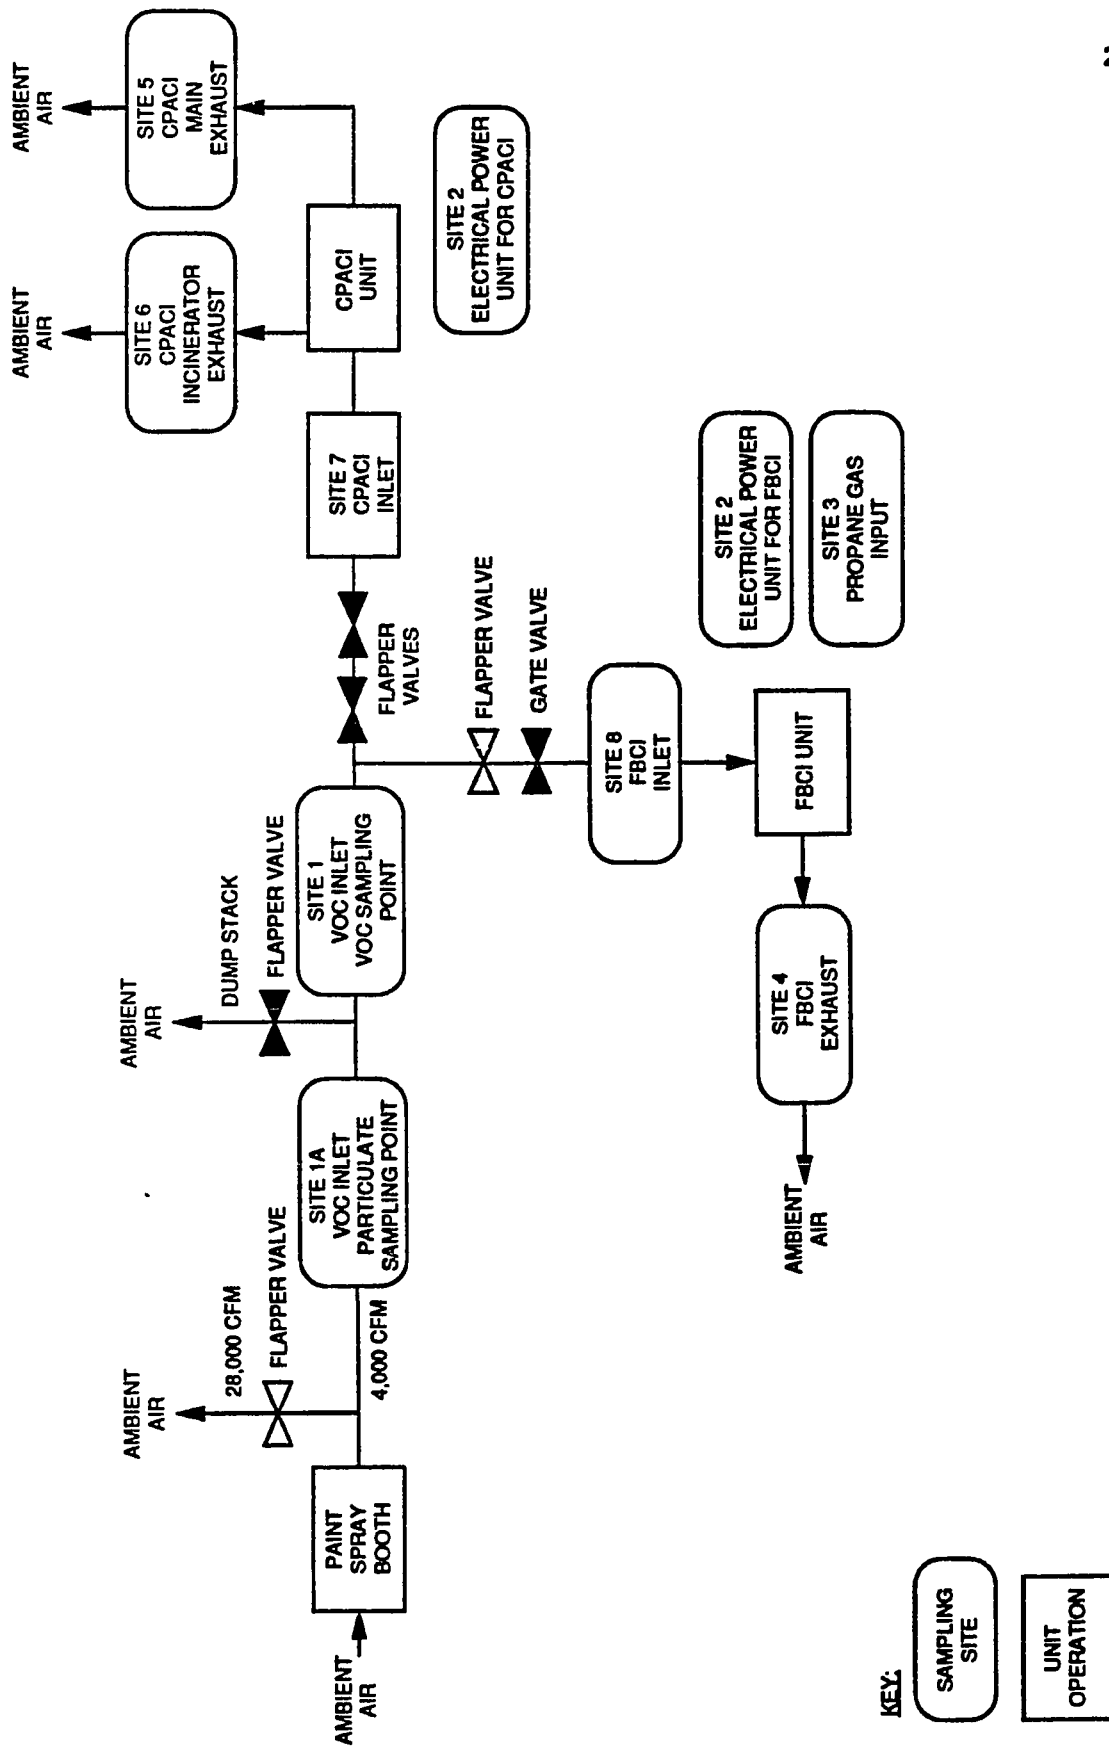 AMBIENT
AIR
PAINT
SPRAY
BOOTH
AMBIENT
AIR
28,000 CFM
FLAPPER VALVE
4,000 CFM
SITE 1A
VOC INLET
PARTICULATE
SAMPLING POINT
AMBIENT
AIR
DUMP STACK
FLAPPER VALVE
SITE 1
VOC INLET
VOC SAMPLING
POINT
FLAPPER
VALVES
SITE 7
CPACI
INLET
CPACI
UNIT
AMBIENT
AIR
SITE 6
CPACI
INCINERATOR
EXHAUST
AMBIENT
AIR
SITE 5
CPACI
MAIN
EXHAUST
SITE 2
ELECTRICAL POWER
UNIT FOR CPACI
FLAPPER VALVE
GATE VALVE
SITE 8
FBCI
INLET
SITE 2
ELECTRICAL POWER
UNIT FOR FBCI
SITE 3
PROPANE GAS
INPUT
FBCI UNIT
SITE 4
FBCI
EXHAUST
AMBIENT
AIR
KEY:
SAMPLING
SITE
UNIT
OPERATION